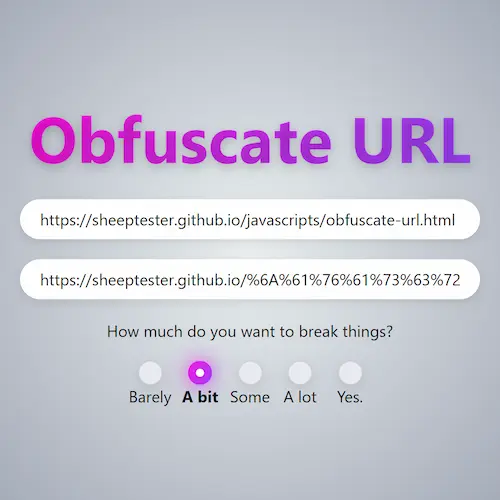 Obfuscate URL
https://sheeptester.github.io/javascripts/obfuscate-url.html
https://sheeptester.github.io/%6A%61%76%61%73%63%72
How much do you want to break things?
Barely A bit Some A lot Yes.